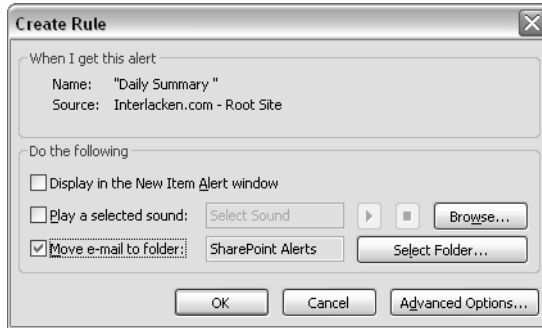 Create Rule
When I get this alert
Name: "Daily Summary "
Source: Interlacken.com - Root Site
Do the following
Display in the New Item Alert window
Play a selected sound: Select Sound Browse...
Move e-mail to folder: SharePoint Alerts Select Folder...
OK Cancel Advanced Options...